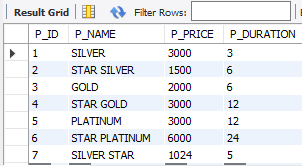 Result Grid Filter Rows:
P_ID P_NAME P_PRICE P_DURATION
1 SILVER 3000 3
2 STAR SILVER 1500 6
3 GOLD 2000 6
4 STAR GOLD 3000 12
5 PLATINUM 3000 12
6 STAR PLATINUM 6000 24
7 SILVER STAR 1024 5